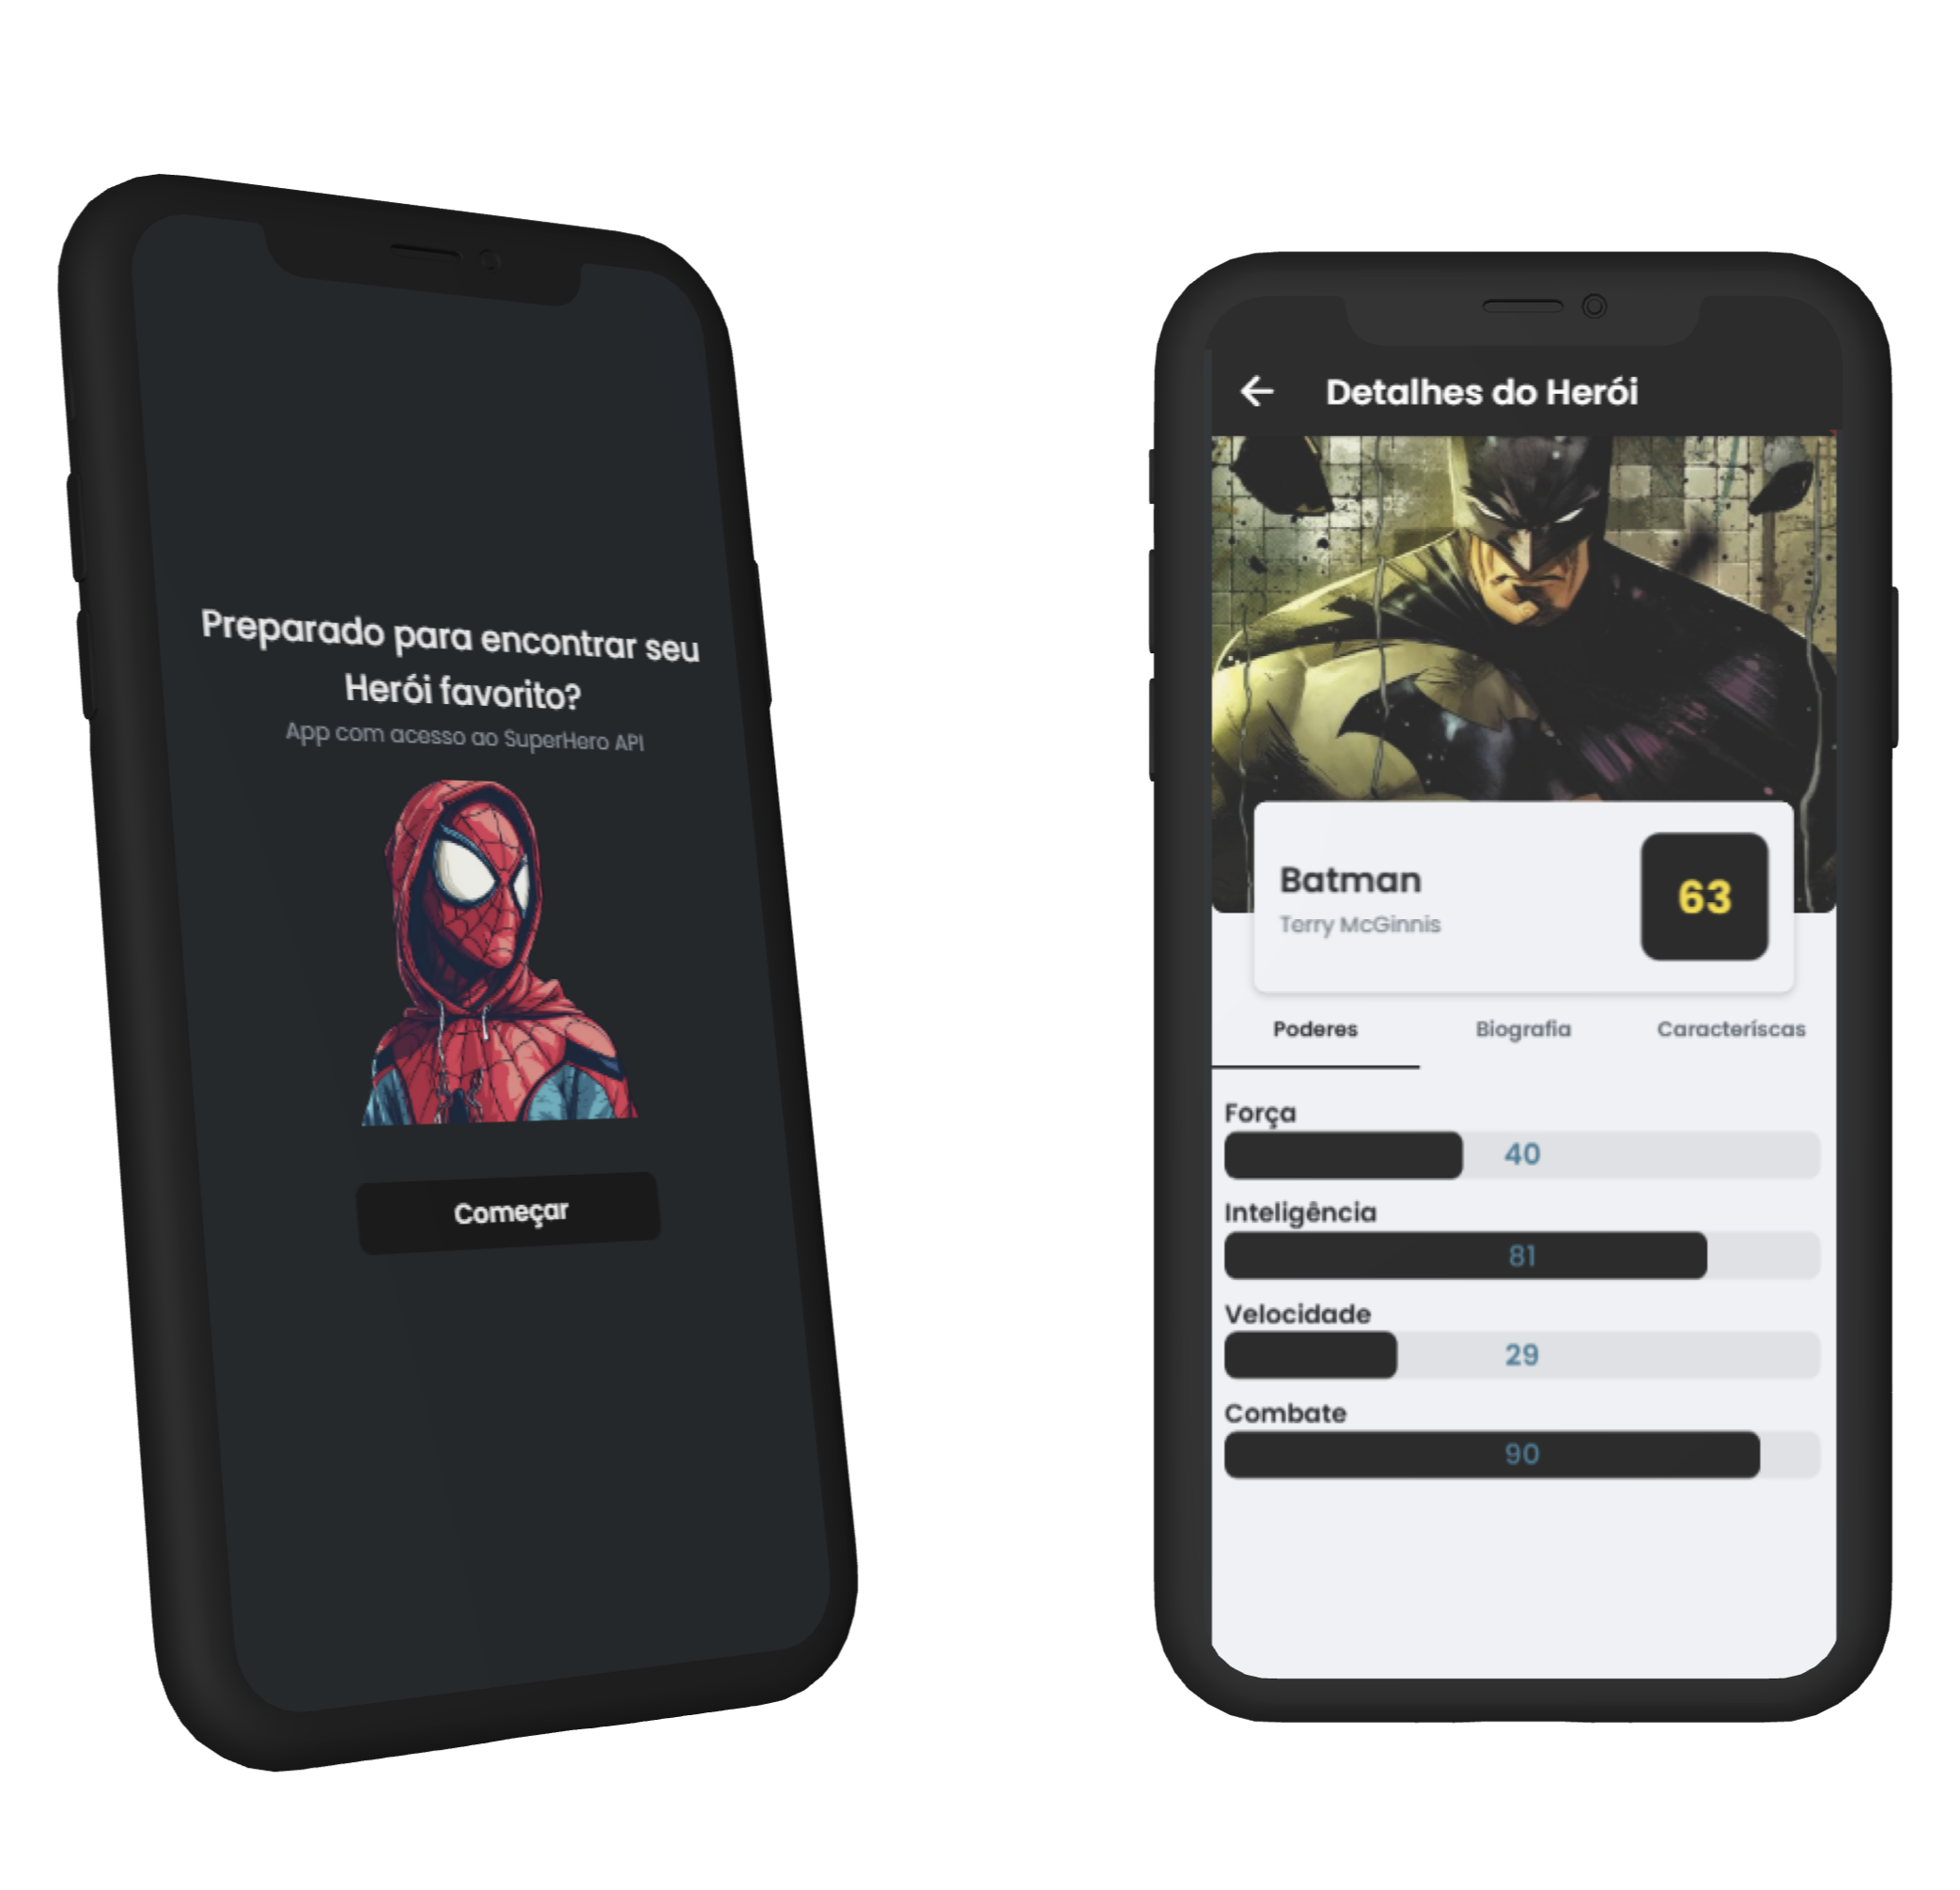 Preparado para encontrar seu
Herói favorito?
App com acesso ao SuperHero API
Começar
Detalhes do Herói
Batman
Terry McGinnis
63
Poderes
Biografia
Caracteríscas
Força
40
Inteligência
81
Velocidade
29
Combate
90